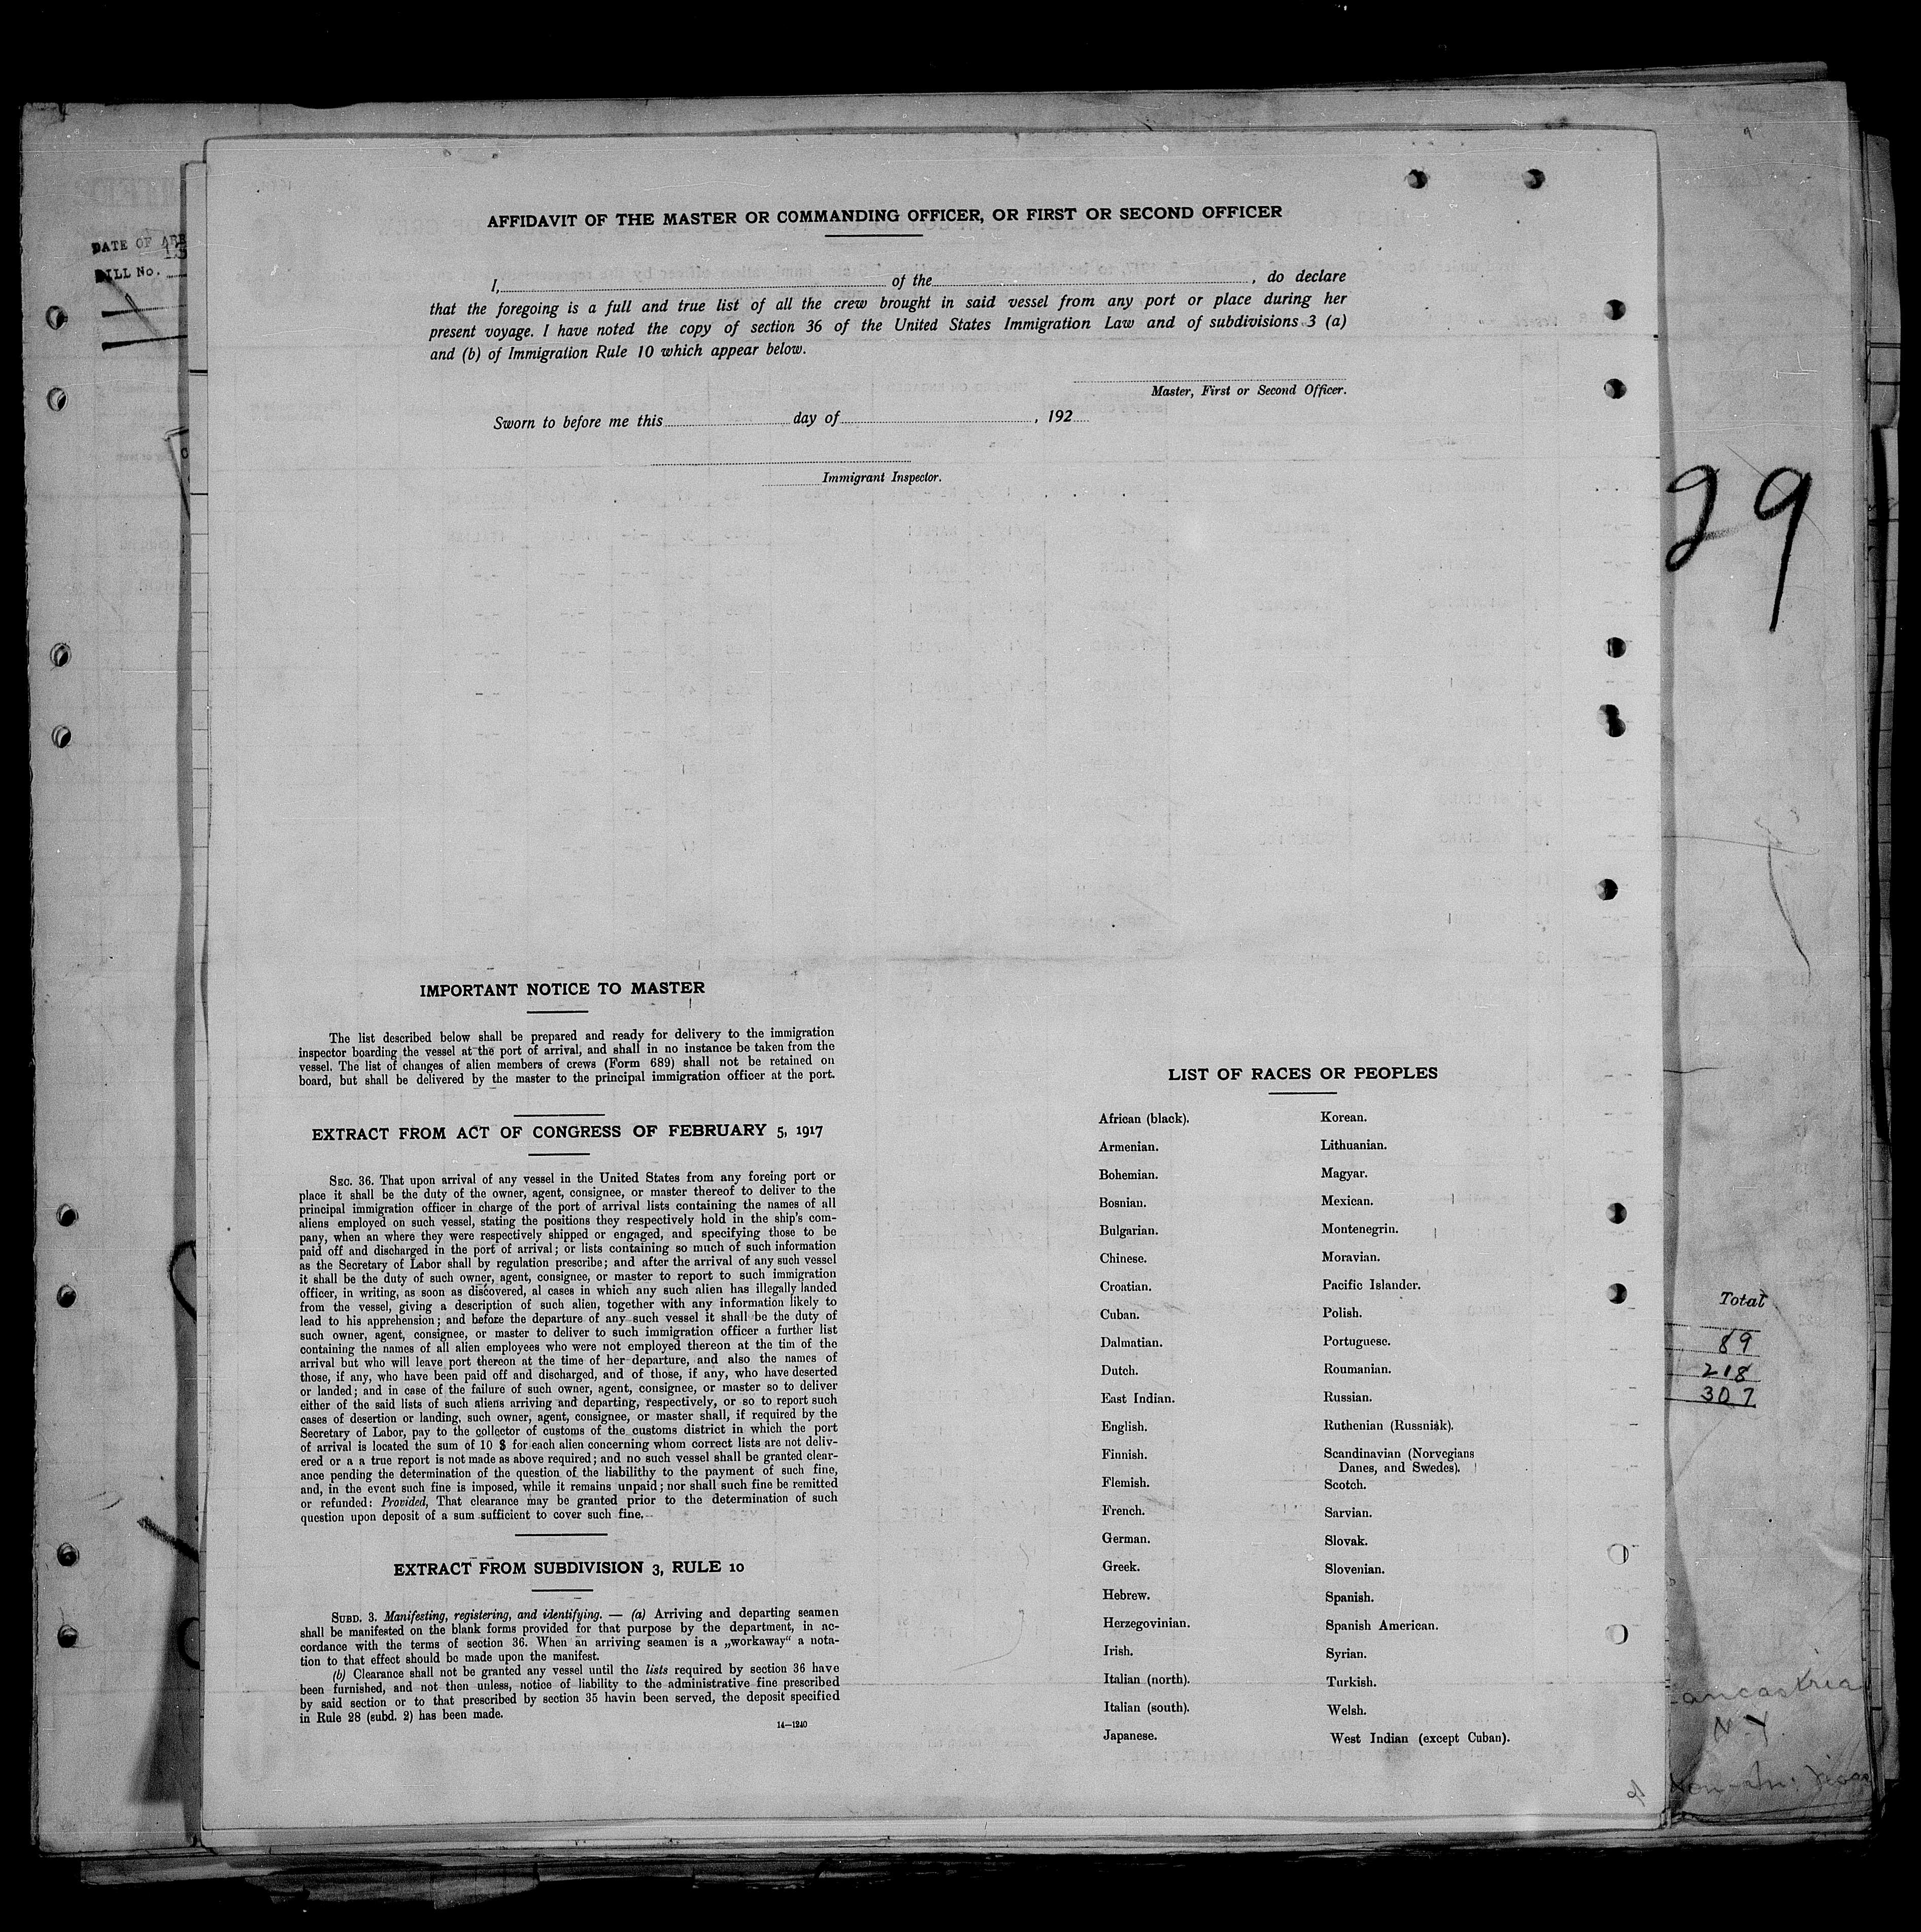 AFFIDAVIT OF THE MASTER OR COMMANDING OFFICER, OR FIRST OR SECOND OFFICER
I, of the , do declare
that the foregoing is a full and true list of all the crew brought in said vessel from any port or place during her
present voyage. I have noted the copy of section 36 of the United States Immigration Law and of subdivisions 3 (a)
and (b) of Immigration Rule 10 which appear below.
Master, First or Second Officer.
Sworn to before me this day of , 192
Immigrant Inspector.
IMPORTANT NOTICE TO MASTER
The list described below shall be prepared and ready for delivery to the immigration
inspector boarding the vessel at the port of arrival, and shall in no instance be taken from the
vessel. The list of changes of alien members of crews (Form 689) shall not be retained on
board, but shall be delivered by the master to the principal immigration officer at the port.
EXTRACT FROM ACT OF CONGRESS OF FEBRUARY 5, 1917
SEC. 36. That upon arrival of any vessel in the United States from any foreing port or
place it shall be the duty of the owner, agent, consignee, or master thereof to deliver to the
principal immigration officer in charge of the port of arrival lists containing the names of all
aliens employed on such vessel, stating the positions they respectively hold in the ship's com-
pany, when an where they were respectively shipped or engaged, and specifying those to be
paid off and discharged in the port of arrival; or lists containing so much of such information
as the Secretary of Labor shall by regulation prescribe; and after the arrival of any such vessel
it shall be the duty of such owner, agent, consignee, or master to report to such immigration
officer, in writing, as soon as discovered, al cases in which any such alien has illegally landed
from the vessel, giving a description of such alien, together with any information likely to
lead to his apprehension; and before the departure of any such vessel it shall be the duty of
such owner, agent, consignee, or master to deliver to such immigration officer a further list
containing the names of all alien employees who were not employed thereon at the tim of the
arrival but who will leave port thereon at the time of her departure, and also the names of
those, if any, who have been paid off and discharged, and of those, if any, who have deserted
or landed; and in case of the failure of such owner, agent, consignee, or master so to deliver
either of the said lists of such aliens arriving and departing, respectively, or so to report such
cases of desertion or landing, such owner, agent, consignee, or master shall, if required by the
Secretary of Labor, pay to the collector of customs of the customs district in which the port
of arrival is located the sum of 10 $ for each alien concerning whom correct lists are not deliv-
ered or a a true report is not made as above required; and no such vessel shall be granted clear-
ance pending the determination of the question of the liabilithy to the payment of such fine,
and, in the event such fine is imposed, while it remains unpaid; nor shall such fine be remitted
or refunded: Provided, That clearance may be granted prior to the determination of such
question upon deposit of a sum sufficient to cover such fine.
EXTRACT FROM SUBDIVISION 3, RULE 10
SUBD. 3. Manifesting, registering, and identifying. — (a) Arriving and departing seamen
shall be manifested on the blank forms provided for that purpose by the department, in ac-
cordance with the terms of section 36. When an arriving seamen is a „workaway“ a nota-
tion to that effect should be made upon the manifest.
(b) Clearance shall not be granted any vessel until the lists required by section 36 have
been furnished, and not then unless, notice of liability to the administrative fine prescribed
by said section or to that prescribed by section 35 havin been served, the deposit specified
in Rule 28 (subd. 2) has been made.
14—1240
LIST OF RACES OR PEOPLES
African (black).
Armenian.
Bohemian.
Bosnian.
Bulgarian.
Chinese.
Croatian.
Cuban.
Dalmatian.
Dutch.
East Indian.
English.
Finnish.
Flemish.
French.
German.
Greek.
Hebrew.
Herzegovinian.
Irish.
Italian (north).
Italian (south).
Japanese.
Korean.
Lithuanian.
Magyar.
Mexican.
Montenegrin.
Moravian.
Pacific Islander.
Polish.
Portuguese.
Roumanian.
Russian.
Ruthenian (Russniak).
Scandinavian (Norvegians
Danes, and Swedes).
Scotch.
Sarvian.
Slovak.
Slovenian.
Spanish.
Spanish American.
Syrian.
Turkish.
Welsh.
West Indian (except Cuban).
DATE OF ARR
BILL No.
29
Total
89
218
307
ancastria
N.Y.